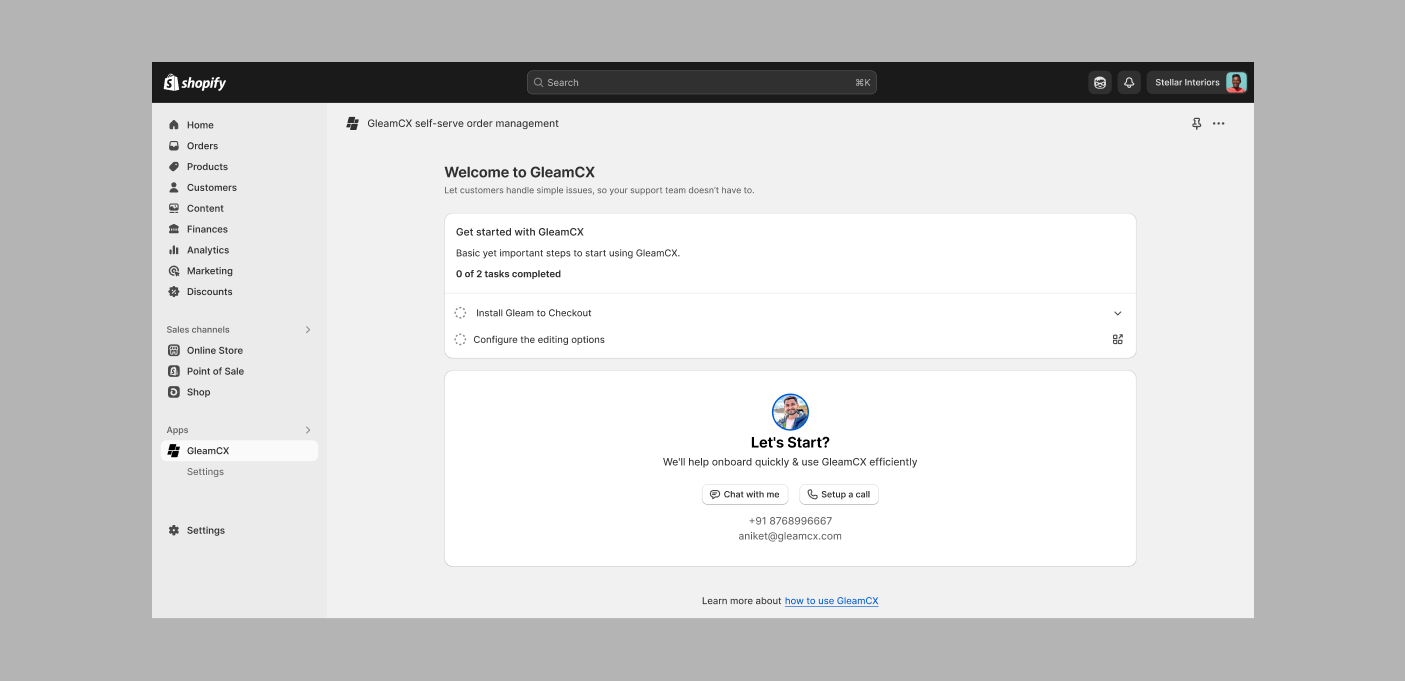 shopify
Search
⌘K
Stellar Interiors
Home
Orders
Products
Customers
Content
Finances
Analytics
Marketing
Discounts
Sales channels
Online Store
Point of Sale
Shop
Apps
GleamCX
Settings
Settings
GleamCX self-serve order management
Welcome to GleamCX
Let customers handle simple issues, so your support team doesn't have to.
Get started with GleamCX
Basic yet important steps to start using GleamCX.
0 of 2 tasks completed
Install Gleam to Checkout
Configure the editing options
Let's Start?
We'll help onboard quickly & use GleamCX efficiently
Chat with me
Setup a call
+91 8768996667
aniket@gleamcx.com
Learn more about how to use GleamCX